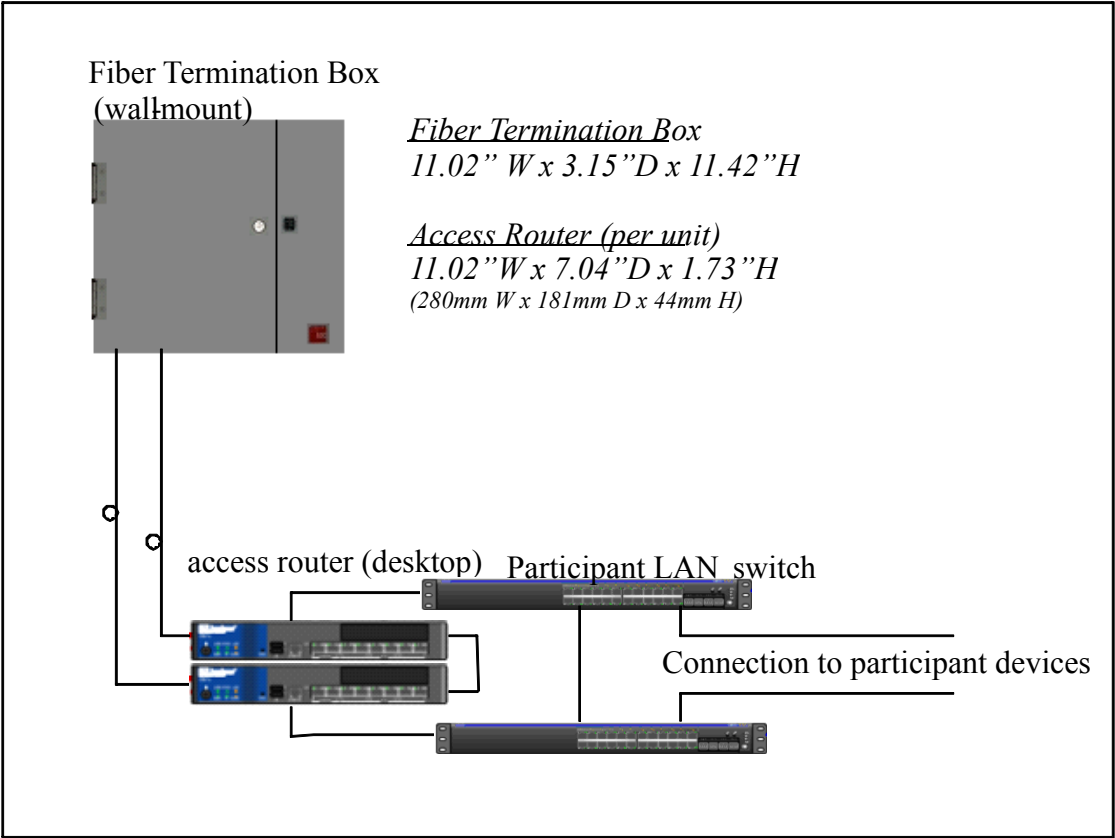 Fiber Termination Box
(wall-mount)
Fiber Termination Box
11.02” W x 3.15”D x 11.42”H
Access Router (per unit)
11.02”W x 7.04”D x 1.73”H
(280mm W x 181mm D x 44mm H)
access router (desktop)
Participant LAN switch
Connection to participant devices